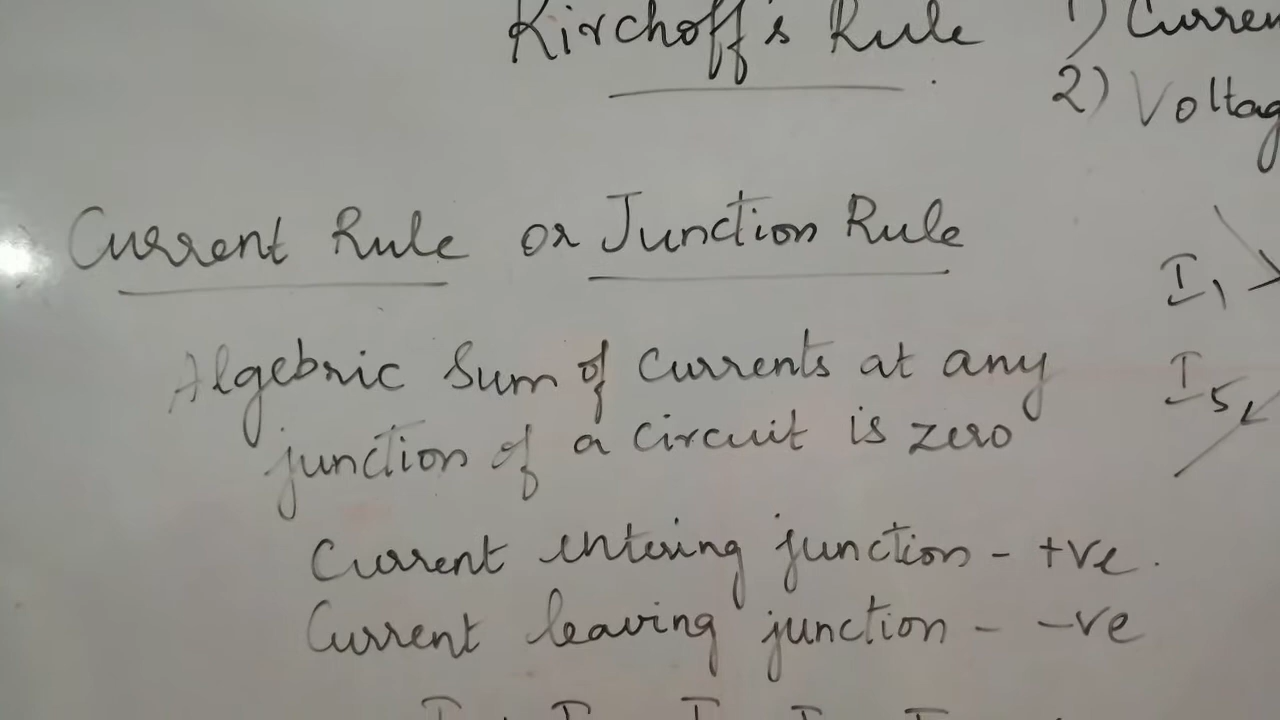 Kirchoff's Rule
1) Curren
2) Voltag
Current Rule or Junction Rule
Algebric Sum of currents at any
junction of a circuit is zero
Current entering junction - +ve.
Current leaving junction - -ve
I1
I5